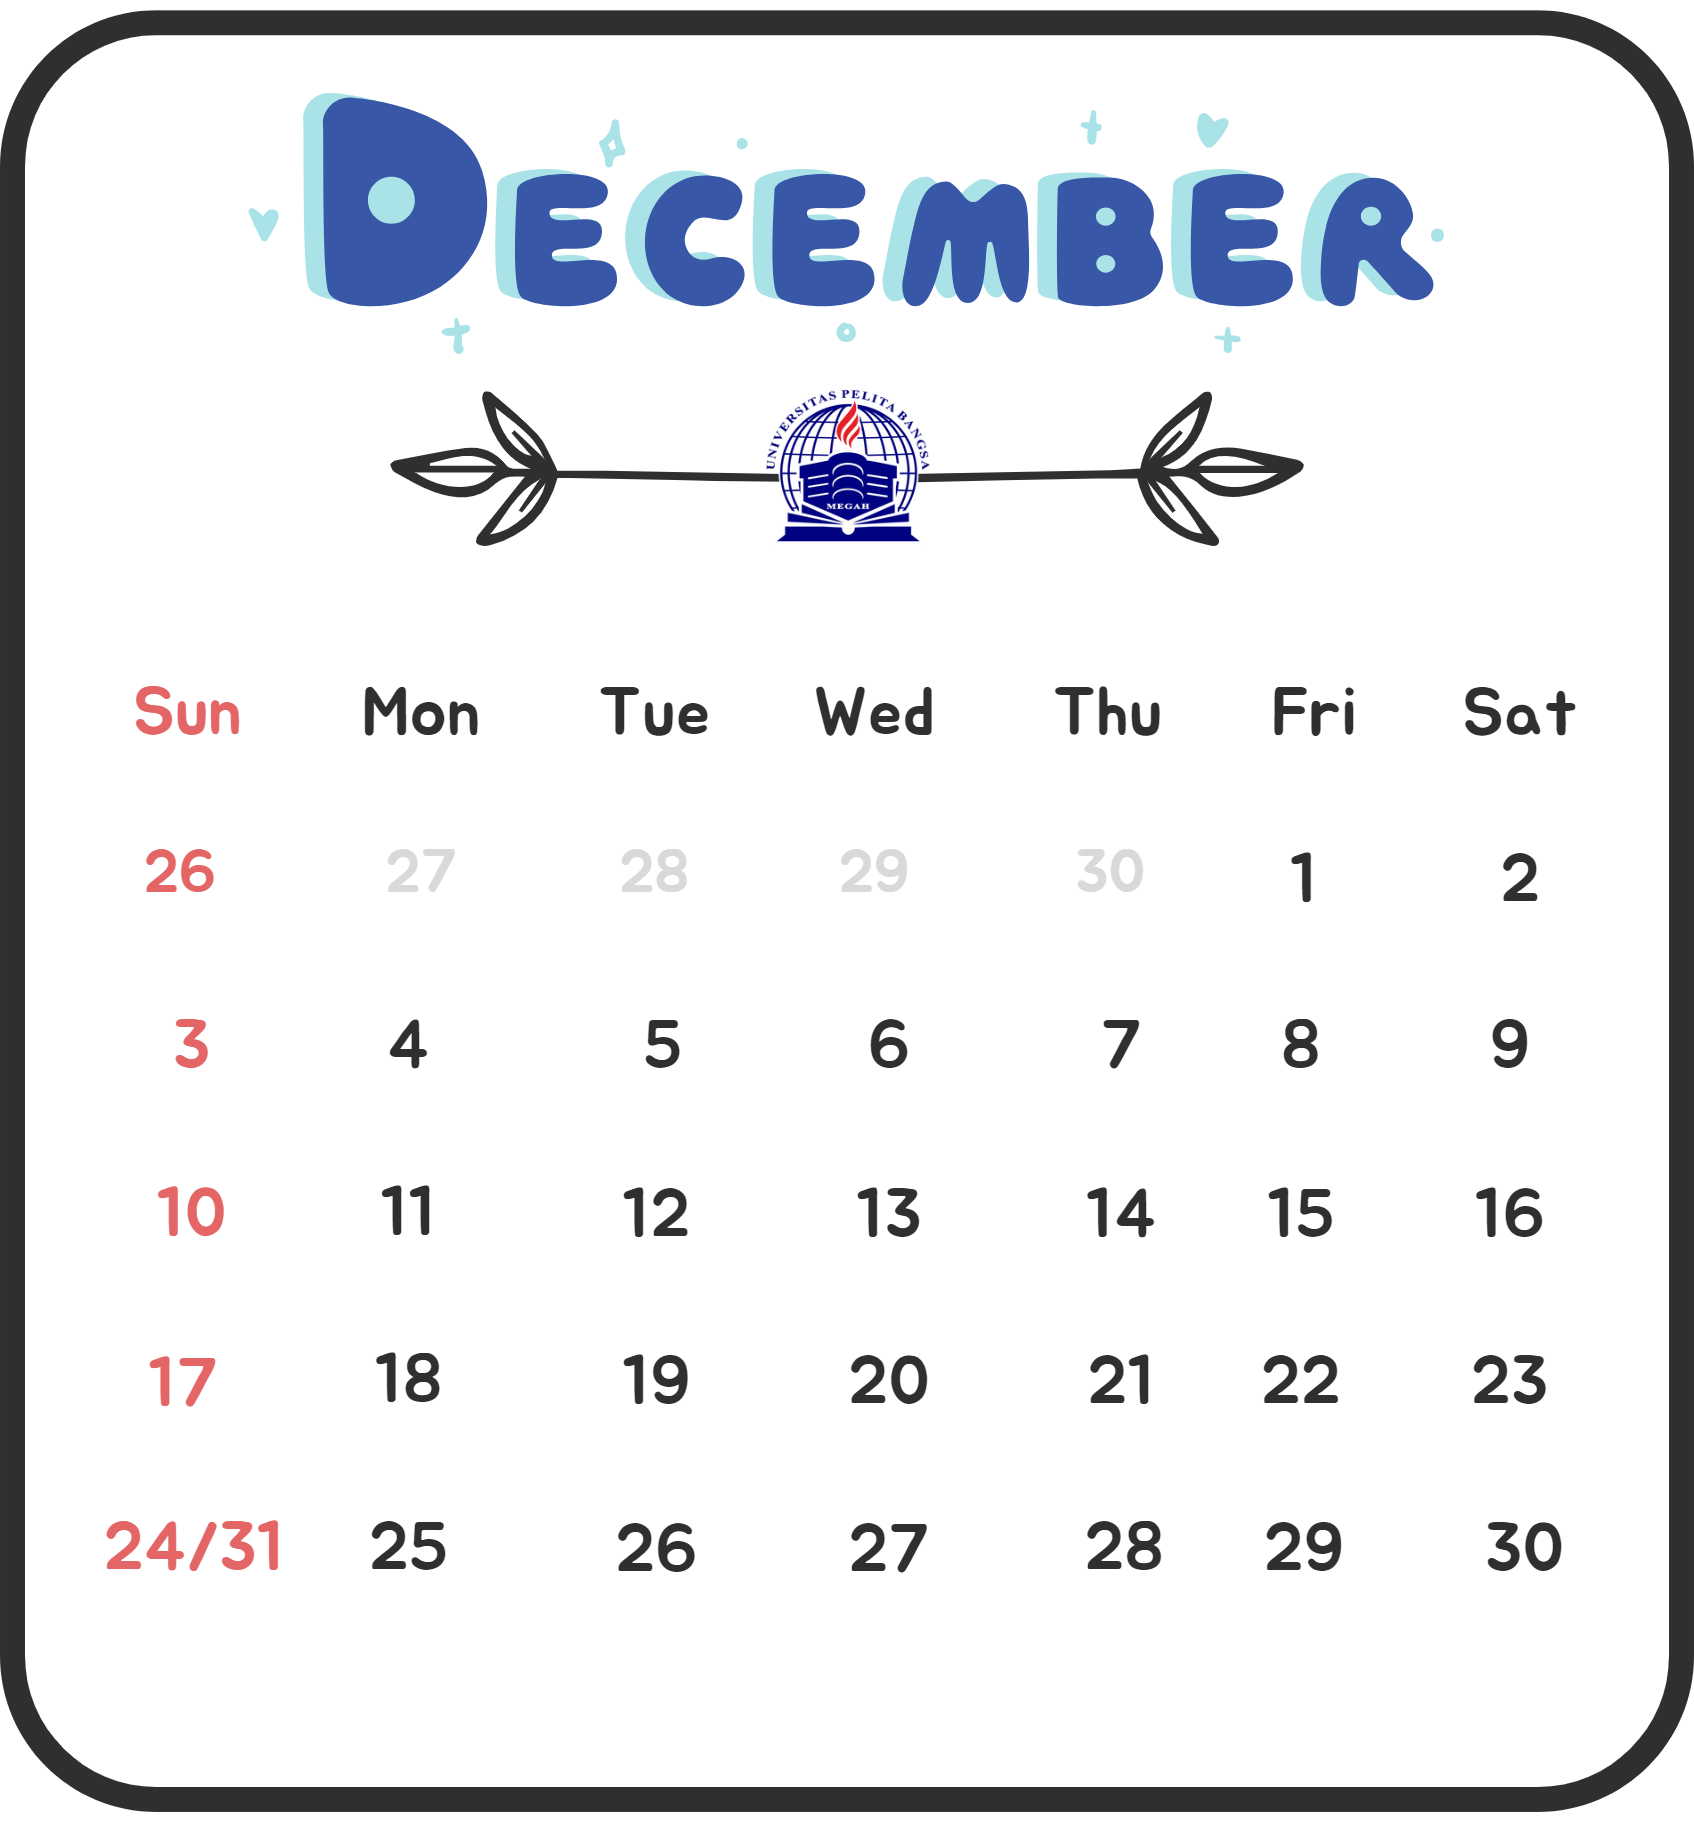 DECEMBER
UNIVERSITAS PELITA BANGSA
MEGAH
Sun Mon Tue Wed Thu Fri Sat
26 27 28 29 30 1 2
3 4 5 6 7 8 9
10 11 12 13 14 15 16
17 18 19 20 21 22 23
24/31 25 26 27 28 29 30